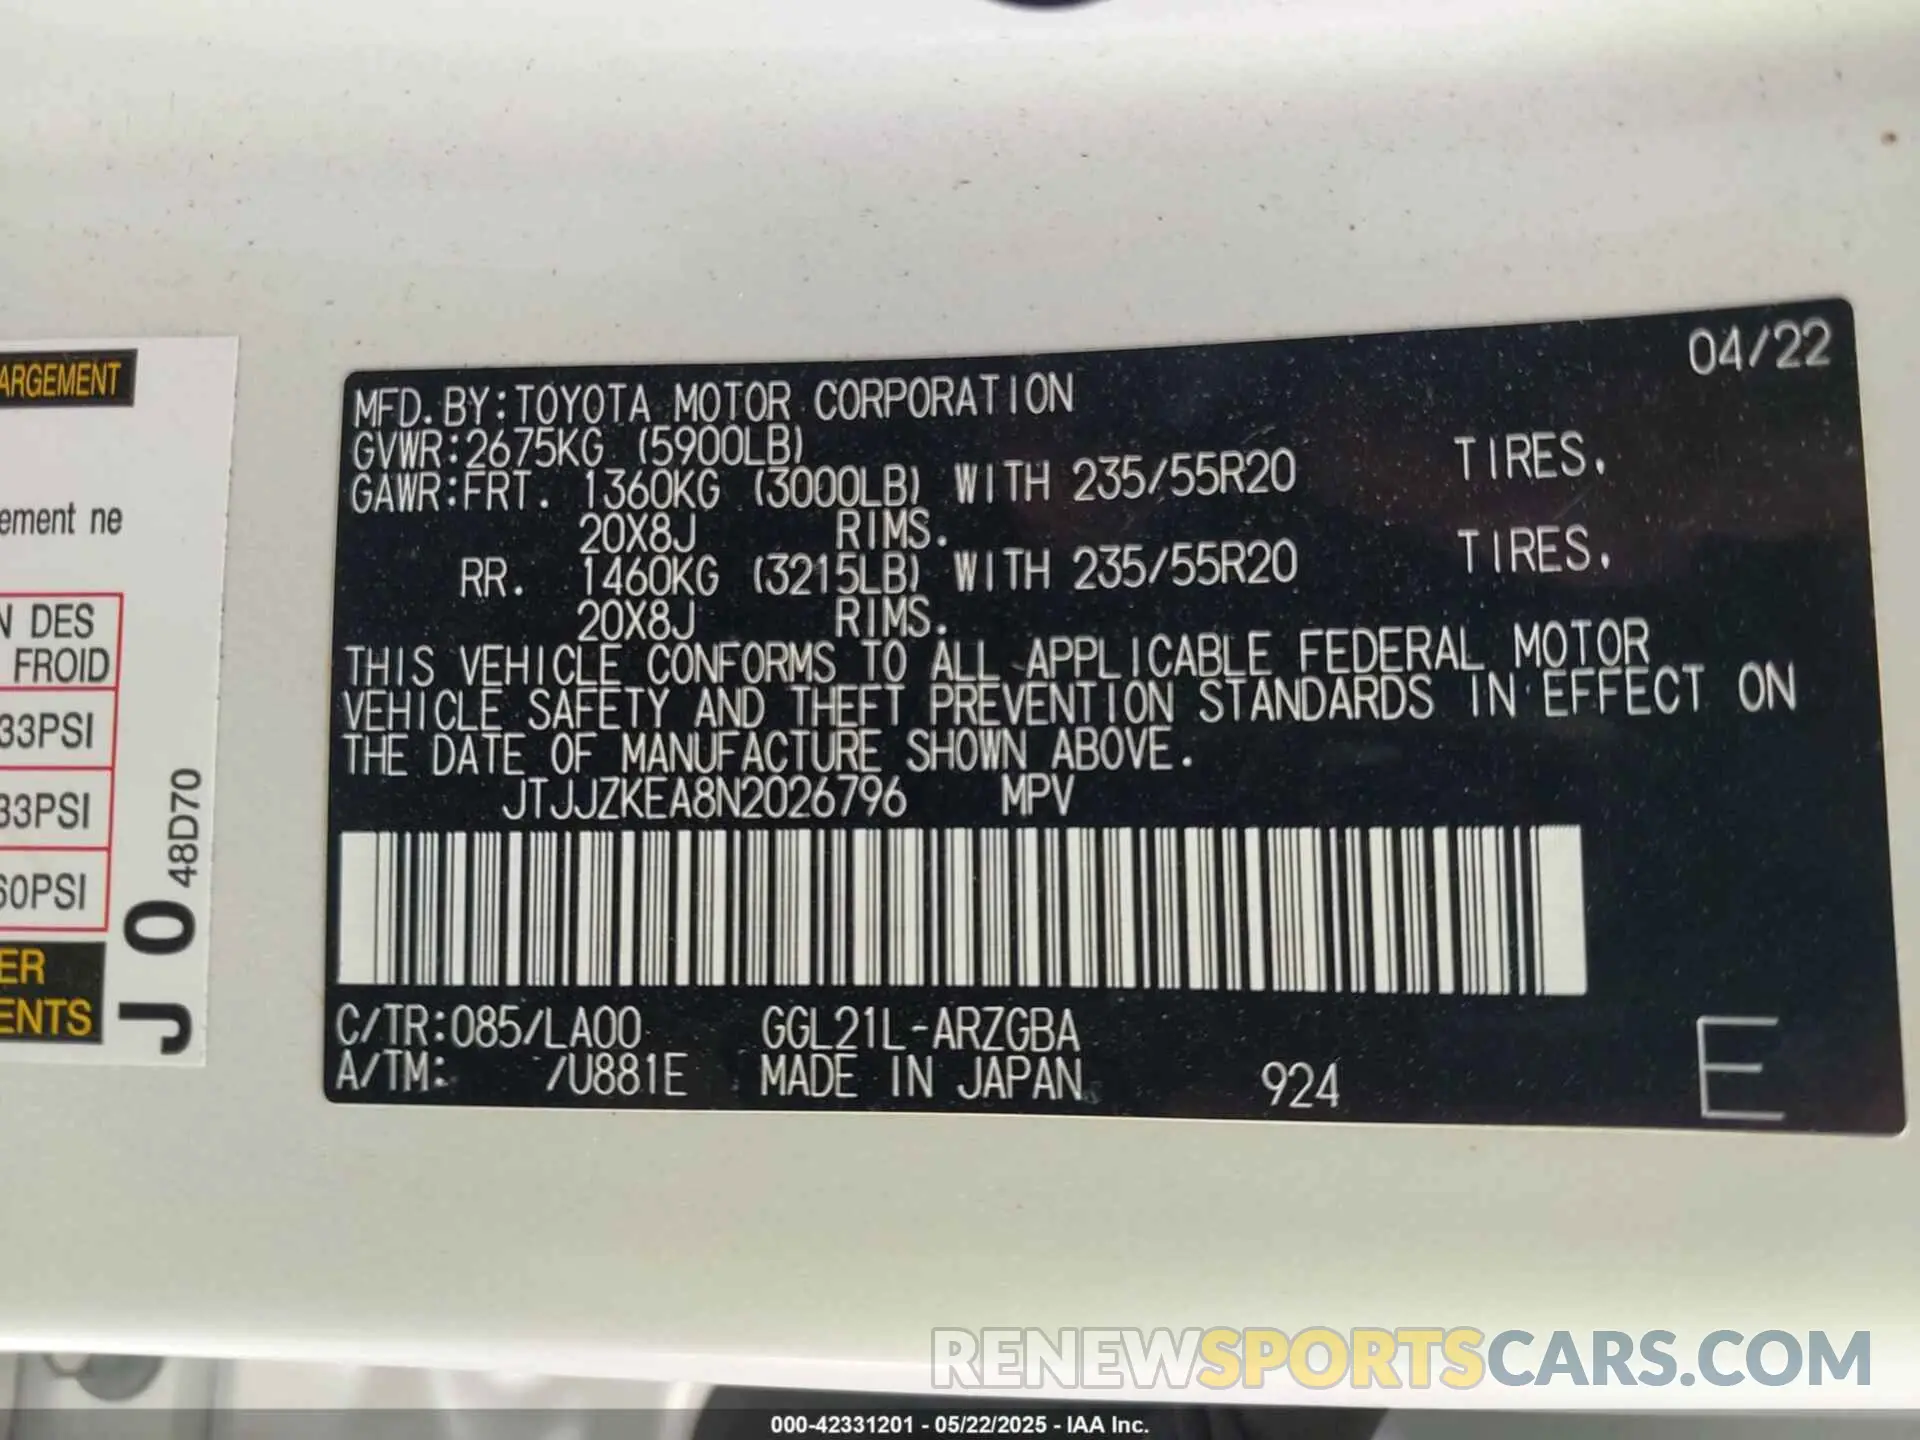 ARGEMENT
ement ne
N DES
FROID
33PSI
33PSI
60PSI
ER
ENTS
J 0 48D70
04/22
MFD.BY:TOYOTA MOTOR CORPORATION
GVWR:2675KG (5900LB)
GAWR:FRT. 1360KG (3000LB) WITH 235/55R20 TIRES.
20X8J RIMS.
RR. 1460KG (3215LB) WITH 235/55R20 TIRES.
20X8J RIMS.
THIS VEHICLE CONFORMS TO ALL APPLICABLE FEDERAL MOTOR
VEHICLE SAFETY AND THEFT PREVENTION STANDARDS IN EFFECT ON
THE DATE OF MANUFACTURE SHOWN ABOVE.
JTJJZKEA8N2026796 MPV
C/TR:085/LA00 GGL21L-ARZGBA
A/TM: /U881E MADE IN JAPAN 924 E
RENEWSPORTSCARS.COM
000-42331201 - 05/22/2025 - IAA Inc.